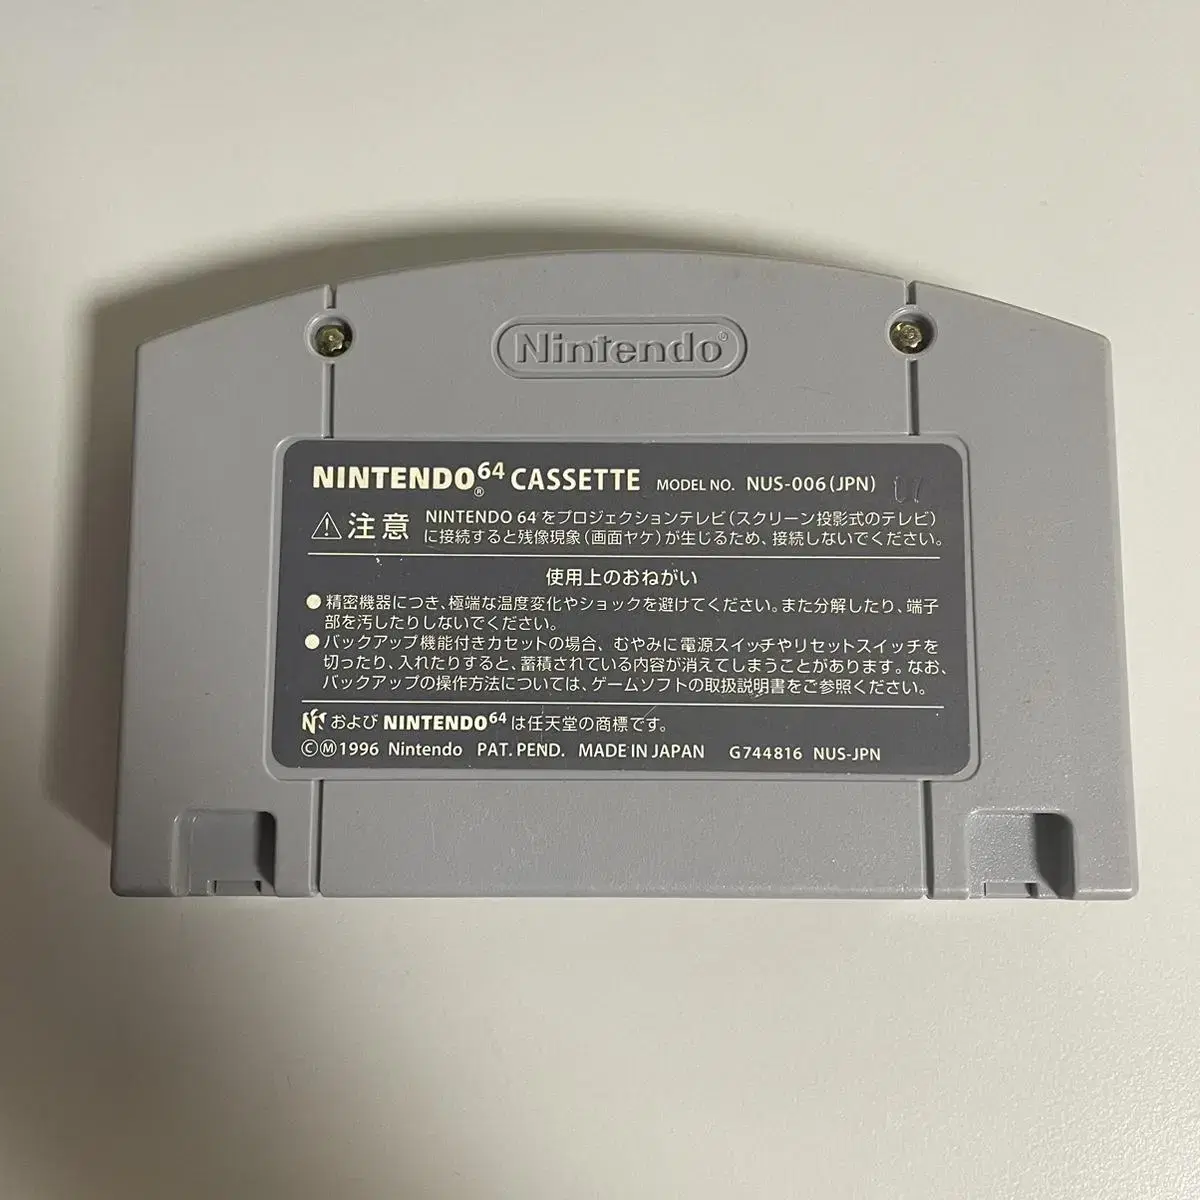 Nintendo®
NINTENDO64® CASSETTE MODEL NO. NUS-006(JPN)
⚠注意 NINTENDO 64をプロジェクションテレビ(スクリーン投影式のテレビ)
に接続すると残像現象(画面ヤケ)が生じるため、接続しないでください。
使用上のおねがい
●精密機器につき、極端な温度変化やショックを避けてください。また分解したり、端子
部を汚したりしないでください。
●バックアップ機能付きカセットの場合、むやみに電源スイッチやリセットスイッチを
切ったり、入れたりすると、蓄積されている内容が消えてしまうことがあります。なお、
バックアップの操作方法については、ゲームソフトの取扱説明書をご参照ください。
および NINTENDO64 は任天堂の商標です。
ⒸⓂ1996 Nintendo PAT. PEND. MADE IN JAPAN G744816 NUS-JPN